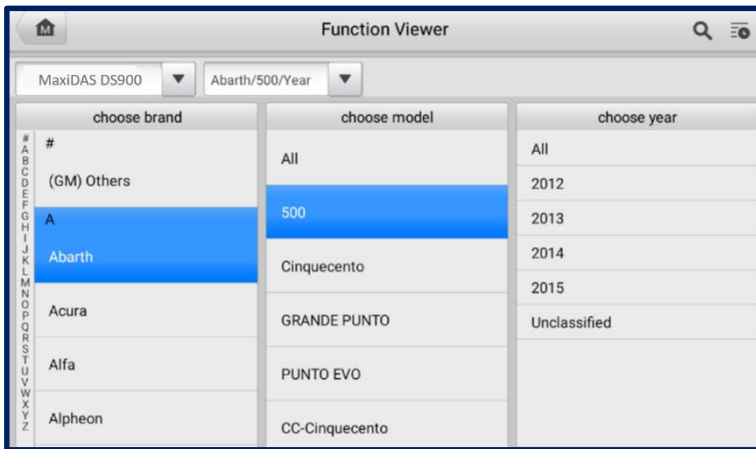 M
Function Viewer
MaxiDAS DS900
Abarth/500/Year
choose brand
#
A
B
C
D
E
F
G
H
I
J
K
L
M
N
O
P
Q
R
S
T
U
V
W
X
Y
Z
#
(GM) Others
A
Abarth
Acura
Alfa
Alpheon
choose model
All
500
Cinquecento
GRANDE PUNTO
PUNTO EVO
CC-Cinquecento
choose year
All
2012
2013
2014
2015
Unclassified